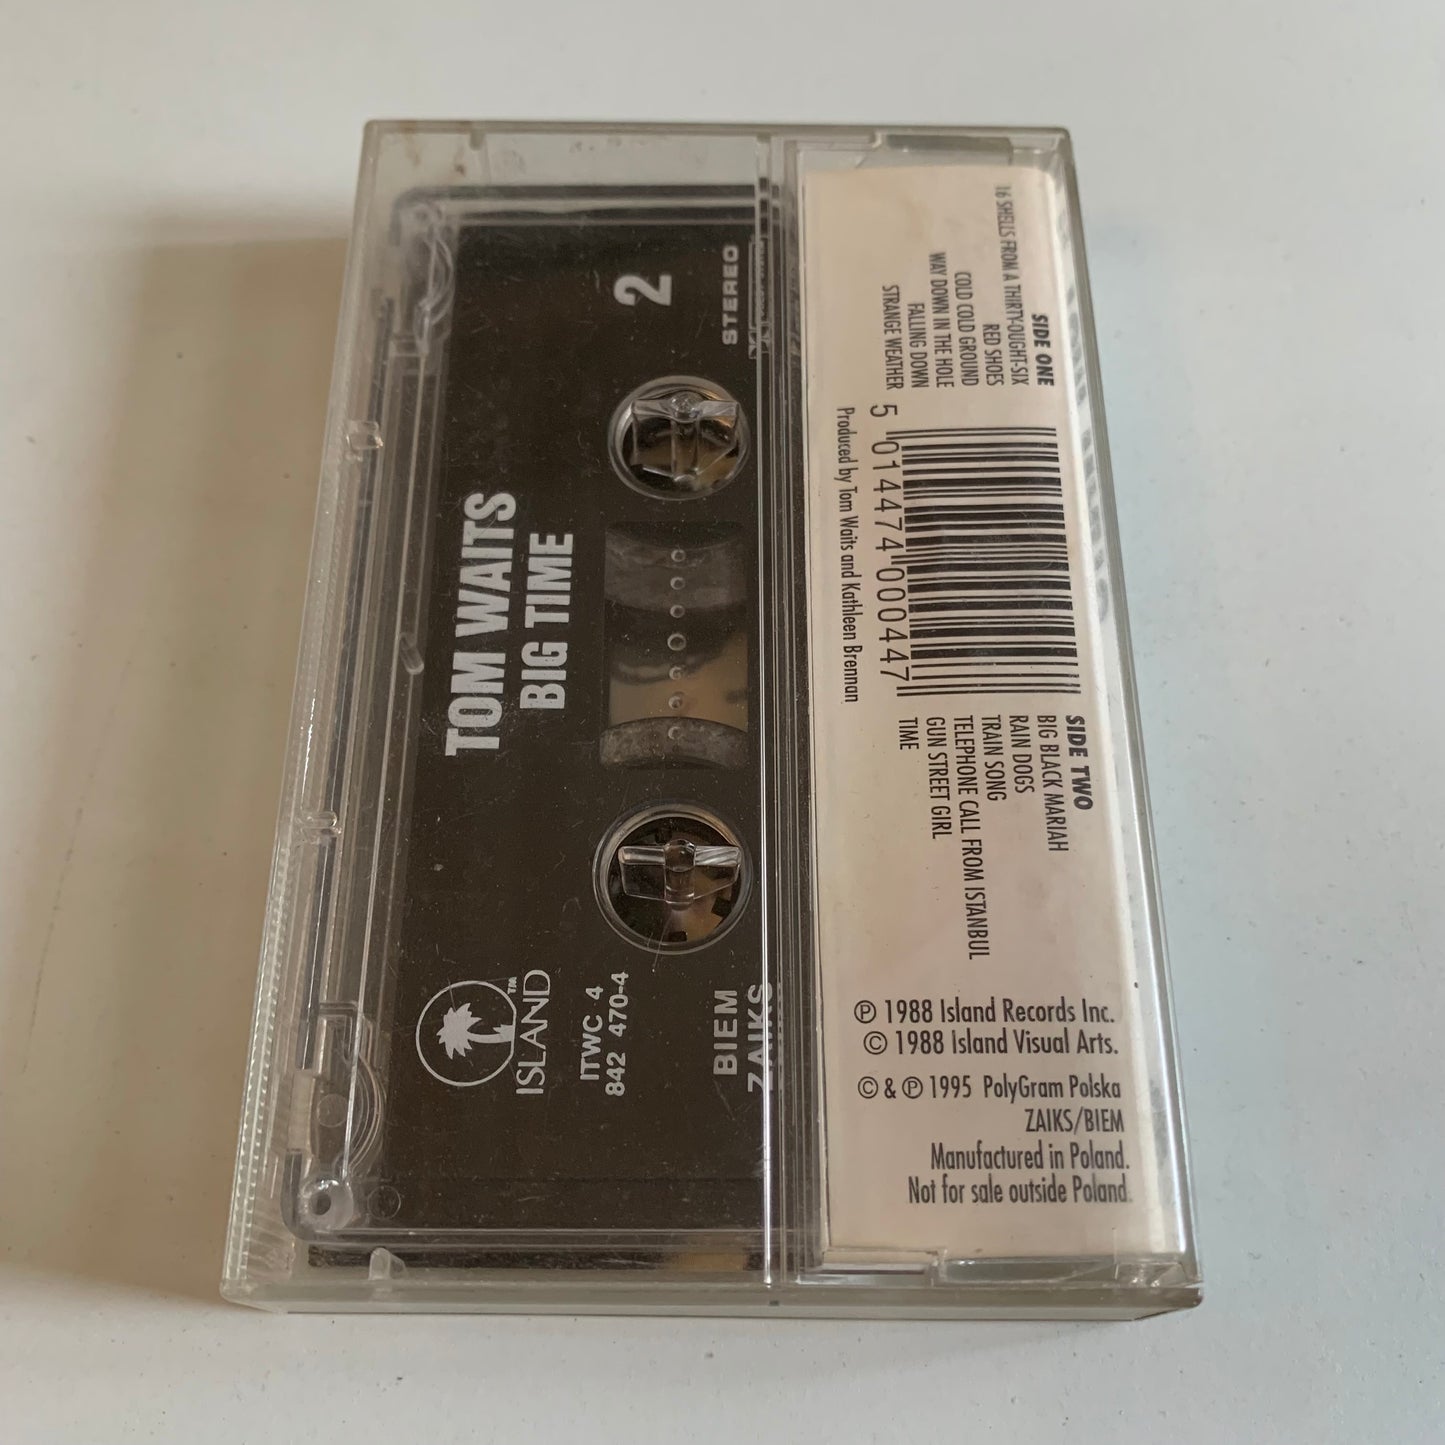 TOM WAITS
BIG TIME
2
STEREO
ISLAND
TM
ITWC 4
842 470-4
BIEM
ZAIKS
SIDE ONE
16 SHELLS FROM A THIRTY-OUGHT-SIX
RED SHOES
COLD COLD GROUND
WAY DOWN IN THE HOLE
FALLING DOWN
STRANGE WEATHER
5 014474 000447
Produced by Tom Waits and Kathleen Brennan
SIDE TWO
BIG BLACK MARIAH
RAIN DOGS
TRAIN SONG
TELEPHONE CALL FROM ISTANBUL
GUN STREET GIRL
TIME
℗ 1988 Island Records Inc.
© 1988 Island Visual Arts.
© & ℗ 1995 PolyGram Polska
ZAIKS/BIEM
Manufactured in Poland.
Not for sale outside Poland.